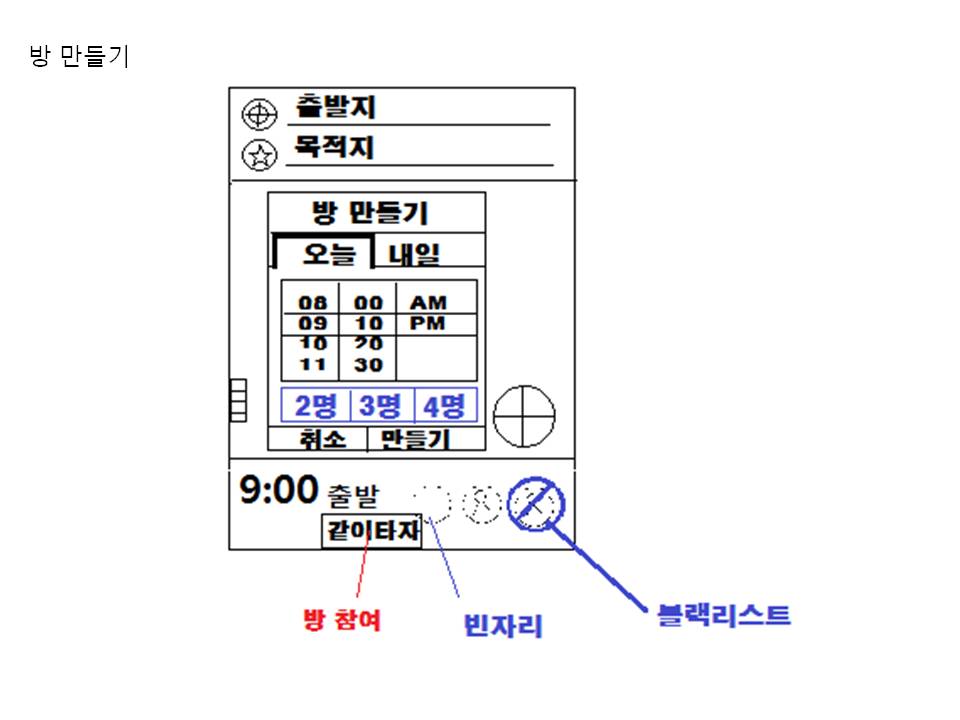 방 만들기
출발지
목적지
방 만들기
오늘 내일
08 00 AM
09 10 PM
10 20
11 30
2명 3명 4명
취소 만들기
9:00 출발
같이타자
방 참여
빈자리
블랙리스트